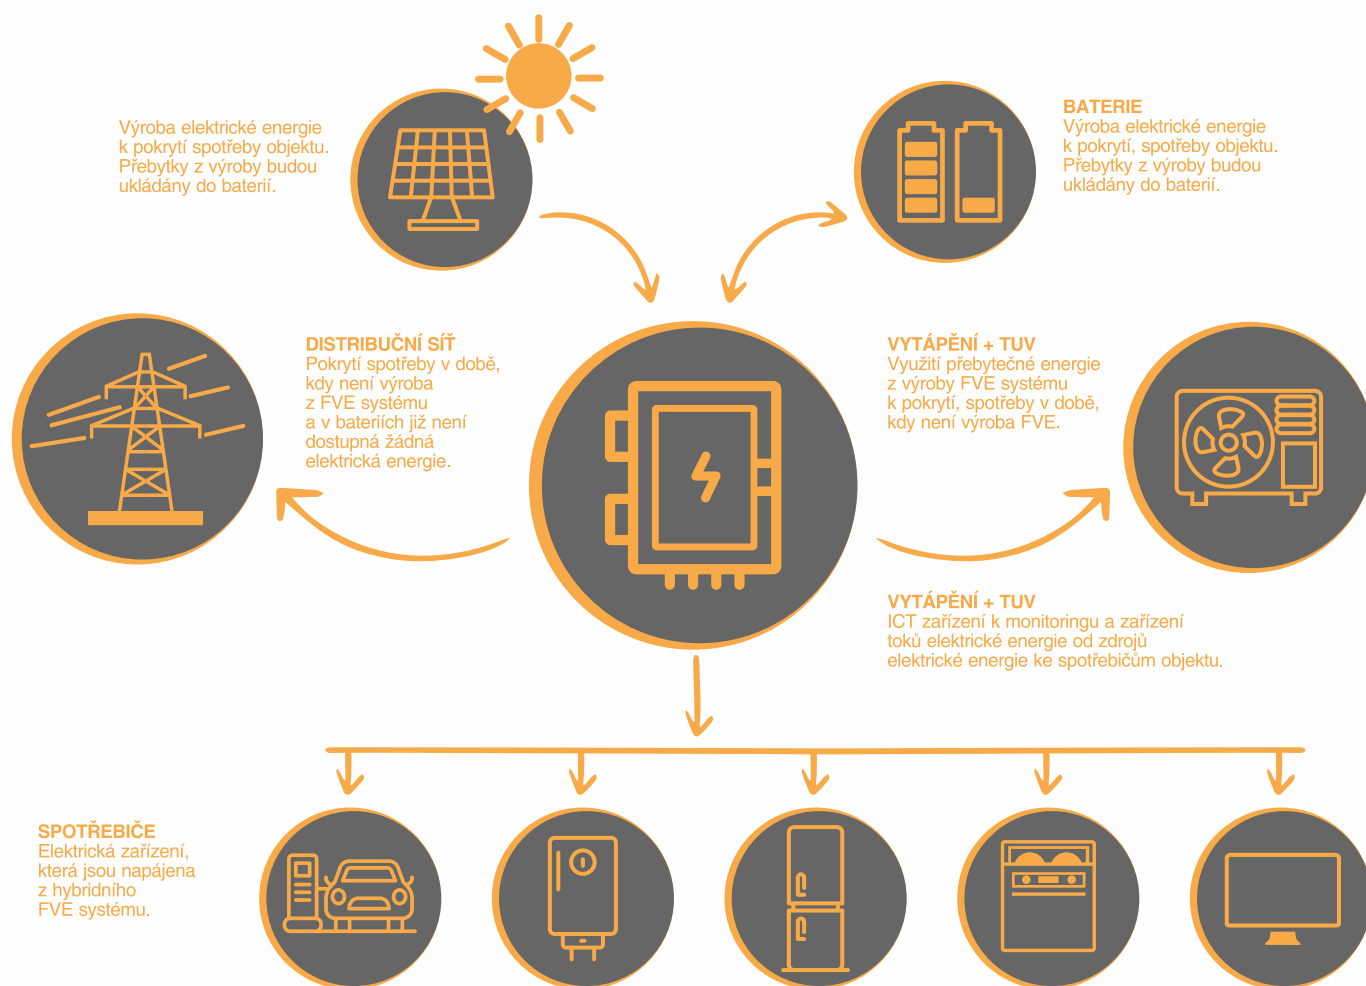 Výroba elektrické energie
k pokrytí spotřeby objektu.
Přebytky z výroby budou
ukládány do baterií.
BATERIE
Výroba elektrické energie
k pokrytí, spotřeby objektu.
Přebytky z výroby budou
ukládány do baterií.
DISTRIBUČNÍ SÍŤ
Pokrytí spotřeby v době,
kdy není výroba
z FVE systému
a v bateriích již není
dostupná žádná
elektrická energie.
VYTÁPĚNÍ + TUV
Využití přebytečné energie
z výroby FVE systému
k pokrytí, spotřeby v době,
kdy není výroba FVE.
VYTÁPĚNÍ + TUV
ICT zařízení k monitoringu a zařízení
toků elektrické energie od zdrojů
elektrické energie ke spotřebičům objektu.
SPOTŘEBIČE
Elektrická zařízení,
která jsou napájena
z hybridního
FVE systému.